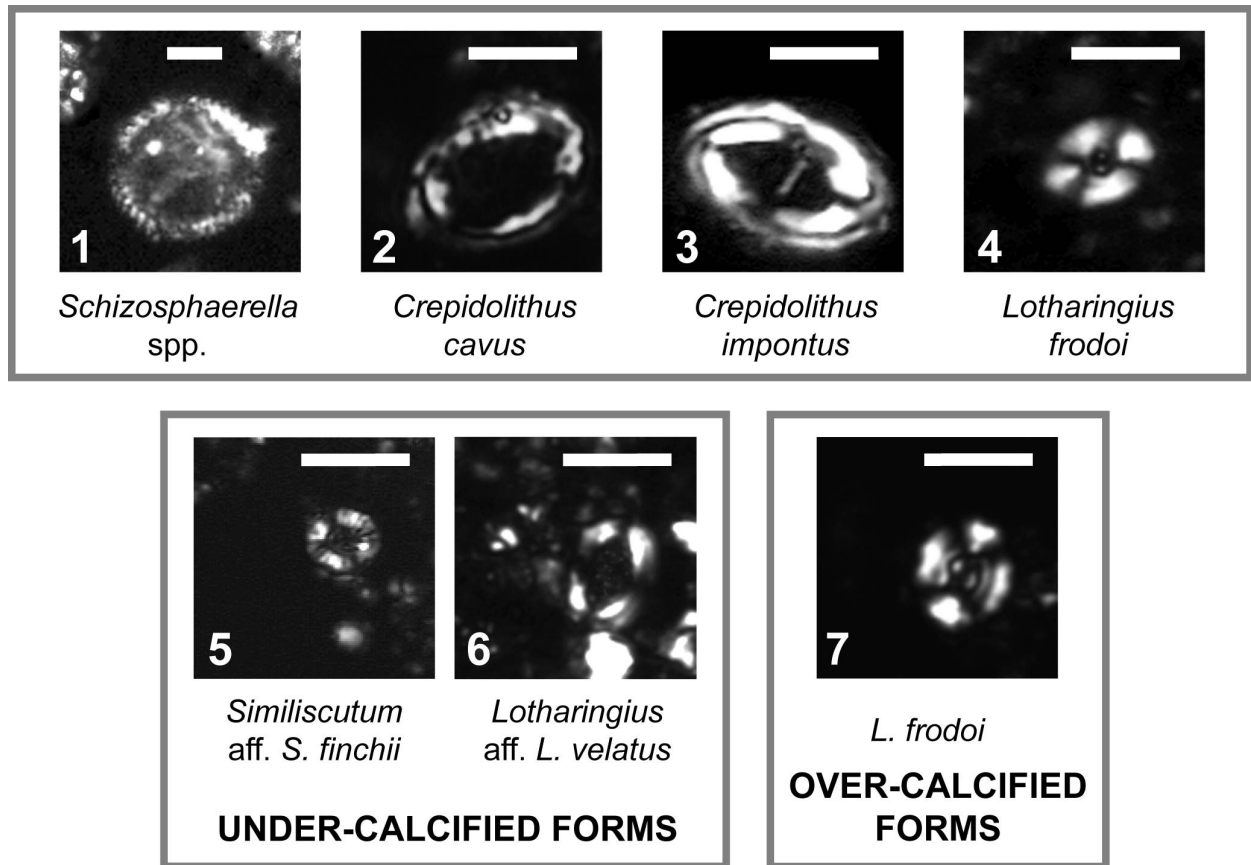 1
2
3
4
Schizosphaerella
spp.
Crepidolithus
cavus
Crepidolithus
impontus
Lotharingius
frodoi
5
6
7
Similiscutum
aff. S. finchii
Lotharingius
aff. L. velatus
L. frodoi
UNDER-CALCIFIED FORMS
OVER-CALCIFIED
FORMS